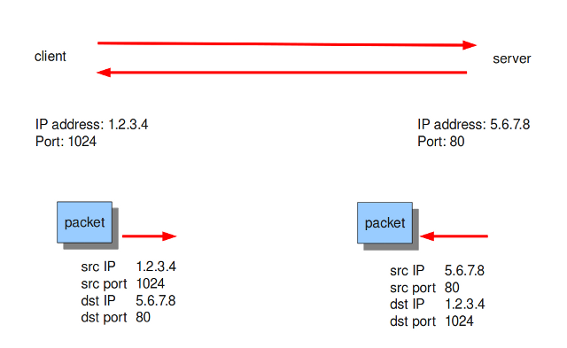 client
server
IP address: 1.2.3.4
Port: 1024
IP address: 5.6.7.8
Port: 80
packet
src IP 1.2.3.4
src port 1024
dst IP 5.6.7.8
dst port 80
packet
src IP 5.6.7.8
src port 80
dst IP 1.2.3.4
dst port 1024